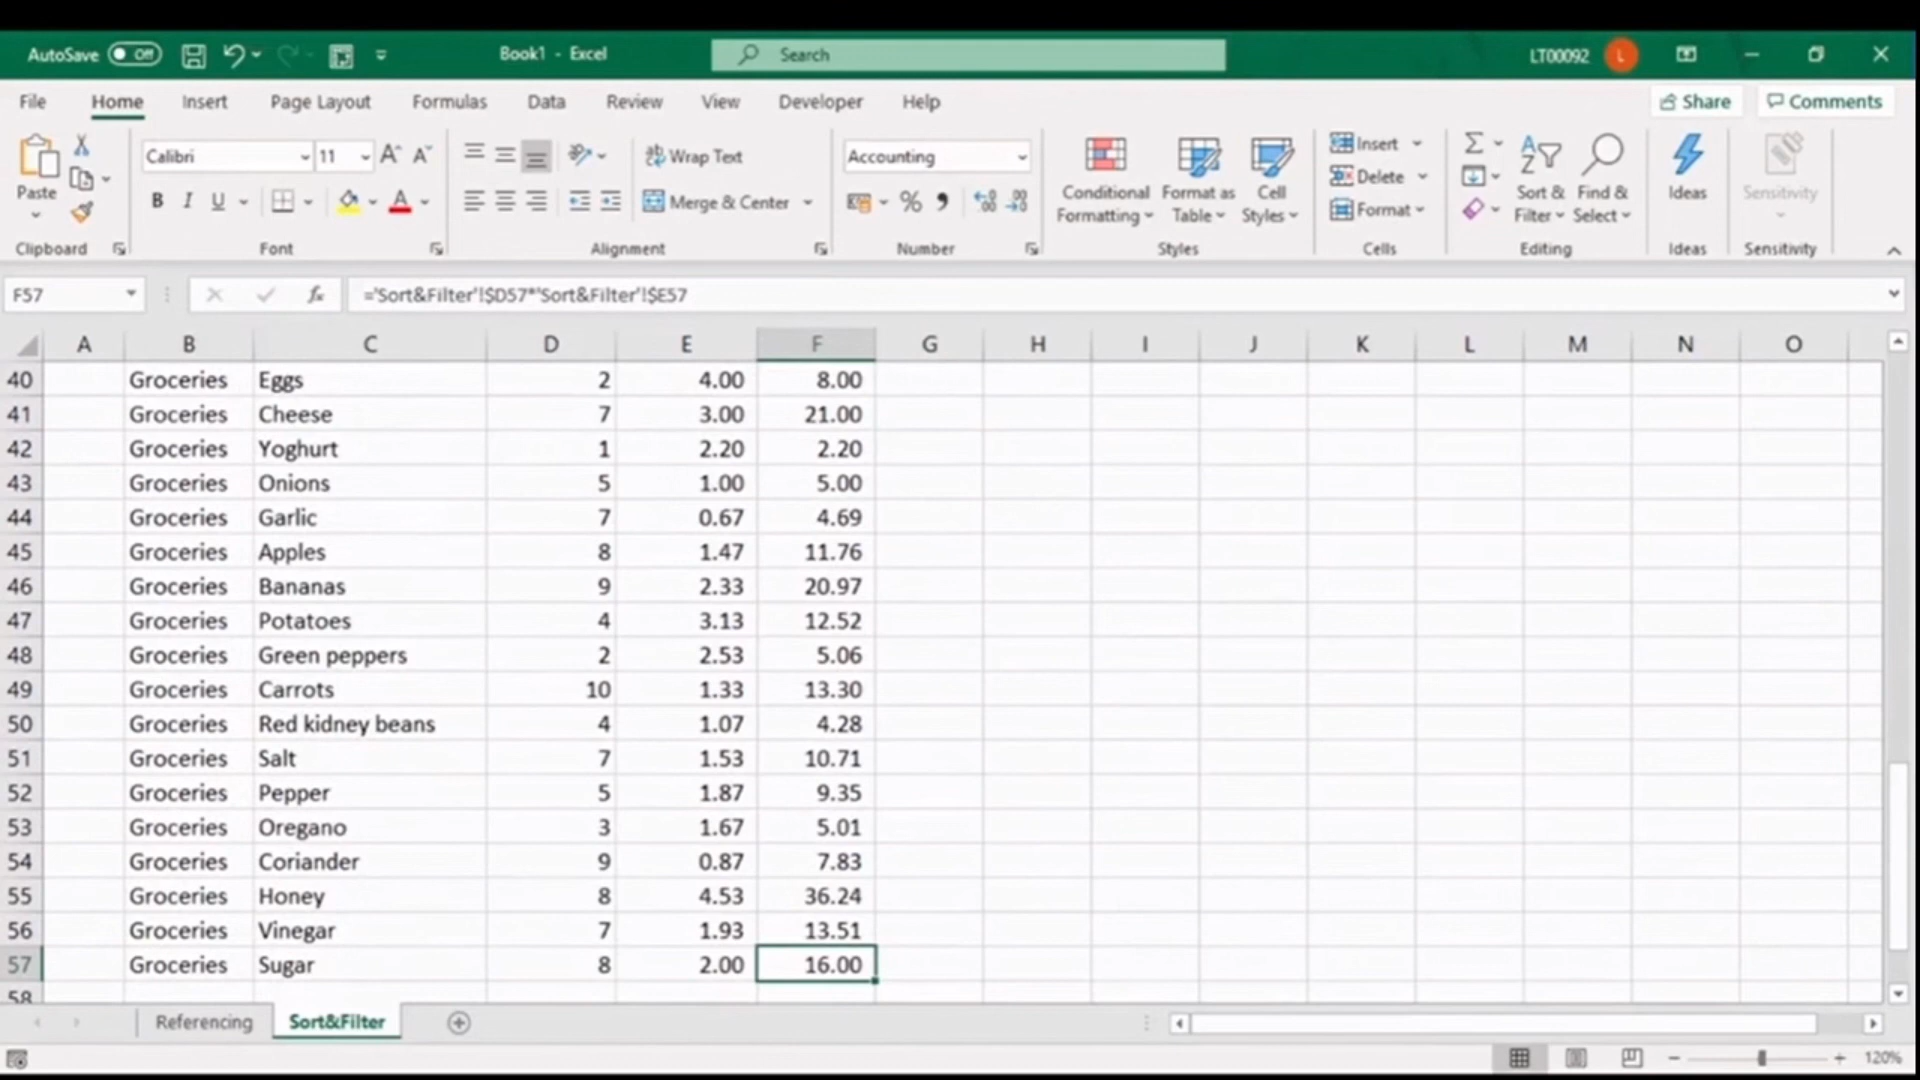 AutoSave Off Book1 - Excel Search LT00092 L
File Home Insert Page Layout Formulas Data Review View Developer Help Share Comments
Calibri 11 A A ab Wrap Text Accounting Insert Σ
Paste Delete
B I U A Merge & Center % , Format
Conditional Formatting
Format as Table
Cell Styles
Sort & Filter
Find & Select
Ideas
Sensitivity
Clipboard Font Alignment Number Styles Cells Editing Ideas Sensitivity
F57 fx ='Sort&Filter'!$D57*'Sort&Filter'!$E57
A B C D E F G H I J K L M N O
40 Groceries Eggs 2 4.00 8.00
41 Groceries Cheese 7 3.00 21.00
42 Groceries Yoghurt 1 2.20 2.20
43 Groceries Onions 5 1.00 5.00
44 Groceries Garlic 7 0.67 4.69
45 Groceries Apples 8 1.47 11.76
46 Groceries Bananas 9 2.33 20.97
47 Groceries Potatoes 4 3.13 12.52
48 Groceries Green peppers 2 2.53 5.06
49 Groceries Carrots 10 1.33 13.30
50 Groceries Red kidney beans 4 1.07 4.28
51 Groceries Salt 7 1.53 10.71
52 Groceries Pepper 5 1.87 9.35
53 Groceries Oregano 3 1.67 5.01
54 Groceries Coriander 9 0.87 7.83
55 Groceries Honey 8 4.53 36.24
56 Groceries Vinegar 7 1.93 13.51
57 Groceries Sugar 8 2.00 16.00
58
Referencing Sort&Filter
120%